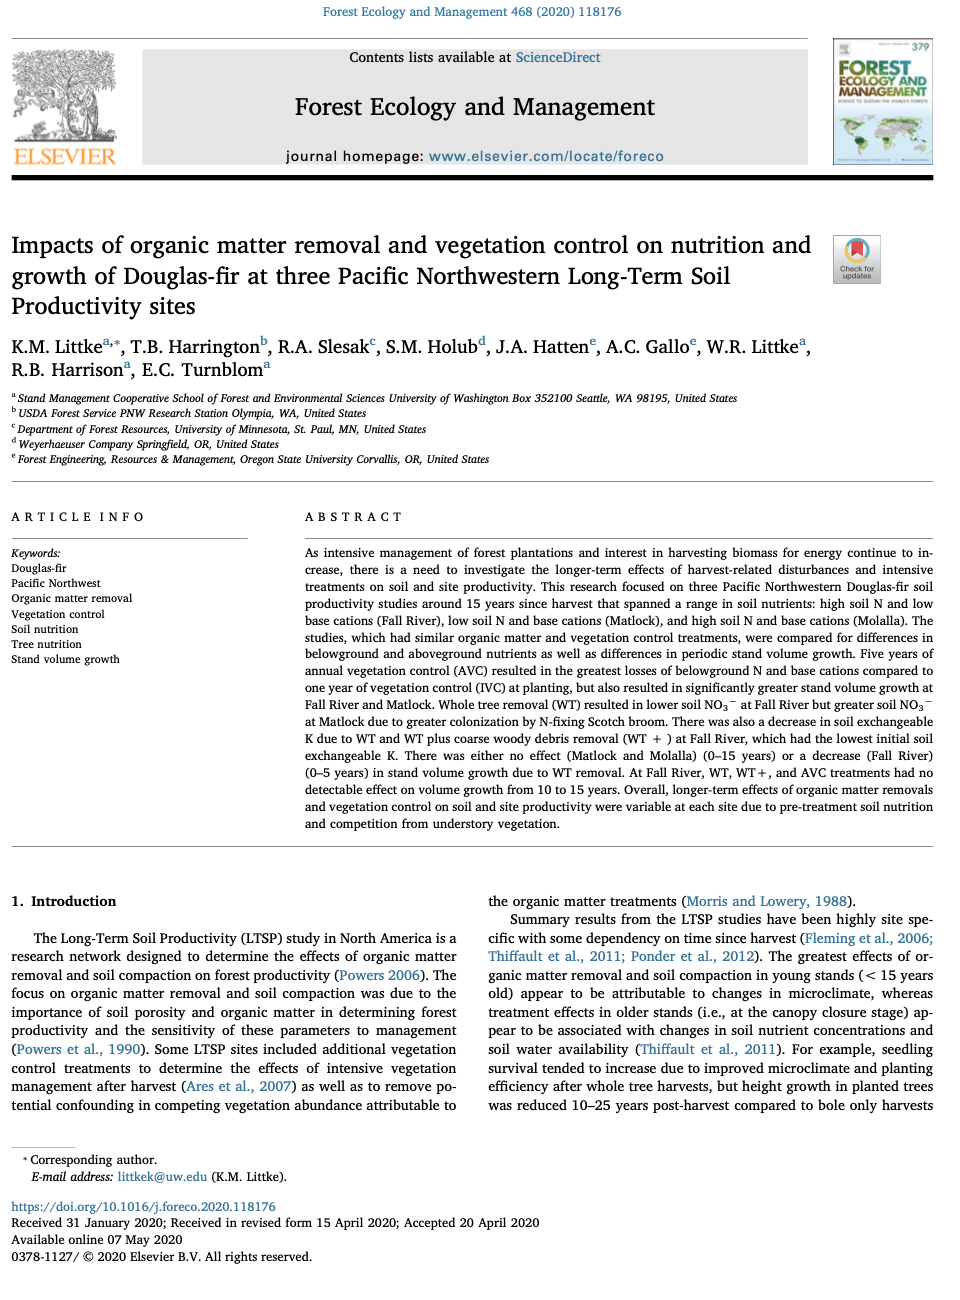 Forest Ecology and Management 468 (2020) 118176
Contents lists available at ScienceDirect
Forest Ecology and Management
journal homepage: www.elsevier.com/locate/foreco
ELSEVIER
379
FOREST
ECOLOGY AND
MANAGEMENT
SCIENCE TO SUSTAIN THE WORLD'S FORESTS
Impacts of organic matter removal and vegetation control on nutrition and
growth of Douglas-fir at three Pacific Northwestern Long-Term Soil
Productivity sites
Check for
updates
K.M. Littkea,*, T.B. Harringtonb, R.A. Slesakc, S.M. Holubd, J.A. Hattene, A.C. Galloe, W.R. Littkea,
R.B. Harrisona, E.C. Turnbloma
a Stand Management Cooperative School of Forest and Environmental Sciences University of Washington Box 352100 Seattle, WA 98195, United States
b USDA Forest Service PNW Research Station Olympia, WA, United States
c Department of Forest Resources, University of Minnesota, St. Paul, MN, United States
d Weyerhaeuser Company Springfield, OR, United States
e Forest Engineering, Resources & Management, Oregon State University Corvallis, OR, United States
ARTICLE INFO
Keywords:
Douglas-fir
Pacific Northwest
Organic matter removal
Vegetation control
Soil nutrition
Tree nutrition
Stand volume growth
ABSTRACT
As intensive management of forest plantations and interest in harvesting biomass for energy continue to in-
crease, there is a need to investigate the longer-term effects of harvest-related disturbances and intensive
treatments on soil and site productivity. This research focused on three Pacific Northwestern Douglas-fir soil
productivity studies around 15 years since harvest that spanned a range in soil nutrients: high soil N and low
base cations (Fall River), low soil N and base cations (Matlock), and high soil N and base cations (Molalla). The
studies, which had similar organic matter and vegetation control treatments, were compared for differences in
belowground and aboveground nutrients as well as differences in periodic stand volume growth. Five years of
annual vegetation control (AVC) resulted in the greatest losses of belowground N and base cations compared to
one year of vegetation control (IVC) at planting, but also resulted in significantly greater stand volume growth at
Fall River and Matlock. Whole tree removal (WT) resulted in lower soil NO3− at Fall River but greater soil NO3−
at Matlock due to greater colonization by N-fixing Scotch broom. There was also a decrease in soil exchangeable
K due to WT and WT plus coarse woody debris removal (WT + ) at Fall River, which had the lowest initial soil
exchangeable K. There was either no effect (Matlock and Molalla) (0–15 years) or a decrease (Fall River)
(0–5 years) in stand volume growth due to WT removal. At Fall River, WT, WT+, and AVC treatments had no
detectable effect on volume growth from 10 to 15 years. Overall, longer-term effects of organic matter removals
and vegetation control on soil and site productivity were variable at each site due to pre-treatment soil nutrition
and competition from understory vegetation.
1. Introduction
The Long-Term Soil Productivity (LTSP) study in North America is a
research network designed to determine the effects of organic matter
removal and soil compaction on forest productivity (Powers 2006). The
focus on organic matter removal and soil compaction was due to the
importance of soil porosity and organic matter in determining forest
productivity and the sensitivity of these parameters to management
(Powers et al., 1990). Some LTSP sites included additional vegetation
control treatments to determine the effects of intensive vegetation
management after harvest (Ares et al., 2007) as well as to remove po-
tential confounding in competing vegetation abundance attributable to
the organic matter treatments (Morris and Lowery, 1988).
Summary results from the LTSP studies have been highly site spe-
cific with some dependency on time since harvest (Fleming et al., 2006;
Thiffault et al., 2011; Ponder et al., 2012). The greatest effects of or-
ganic matter removal and soil compaction in young stands (< 15 years
old) appear to be attributable to changes in microclimate, whereas
treatment effects in older stands (i.e., at the canopy closure stage) ap-
pear to be associated with changes in soil nutrient concentrations and
soil water availability (Thiffault et al., 2011). For example, seedling
survival tended to increase due to improved microclimate and planting
efficiency after whole tree harvests, but height growth in planted trees
was reduced 10–25 years post-harvest compared to bole only harvests
* Corresponding author.
E-mail address: littkek@uw.edu (K.M. Littke).
https://doi.org/10.1016/j.foreco.2020.118176
Received 31 January 2020; Received in revised form 15 April 2020; Accepted 20 April 2020
Available online 07 May 2020
0378-1127/ © 2020 Elsevier B.V. All rights reserved.